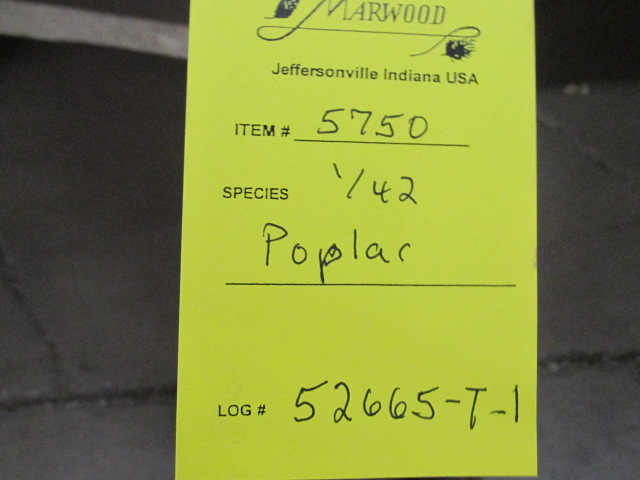 MARWOOD
Jeffersonville Indiana USA
ITEM # 5750
SPECIES 1/42
Poplar
LOG # 52665-T-1